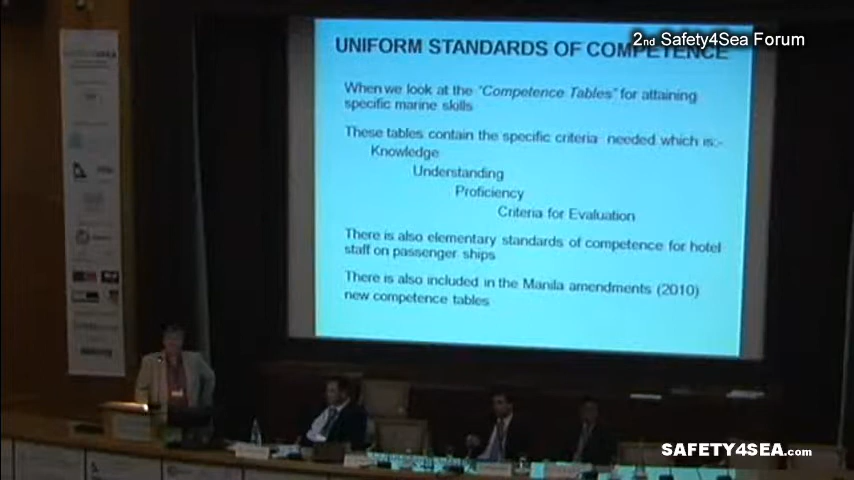 2nd Safety4Sea Forum
UNIFORM STANDARDS OF COMPETENCE
When we look at the "Competence Tables" for attaining
specific marine skills
These tables contain the specific criteria needed which is:-
Knowledge
Understanding
Proficiency
Criteria for Evaluation
There is also elementary standards of competence for hotel
staff on passenger ships
There is also included in the Manila amendments (2010)
new competence tables
SAFETY4SEA.com